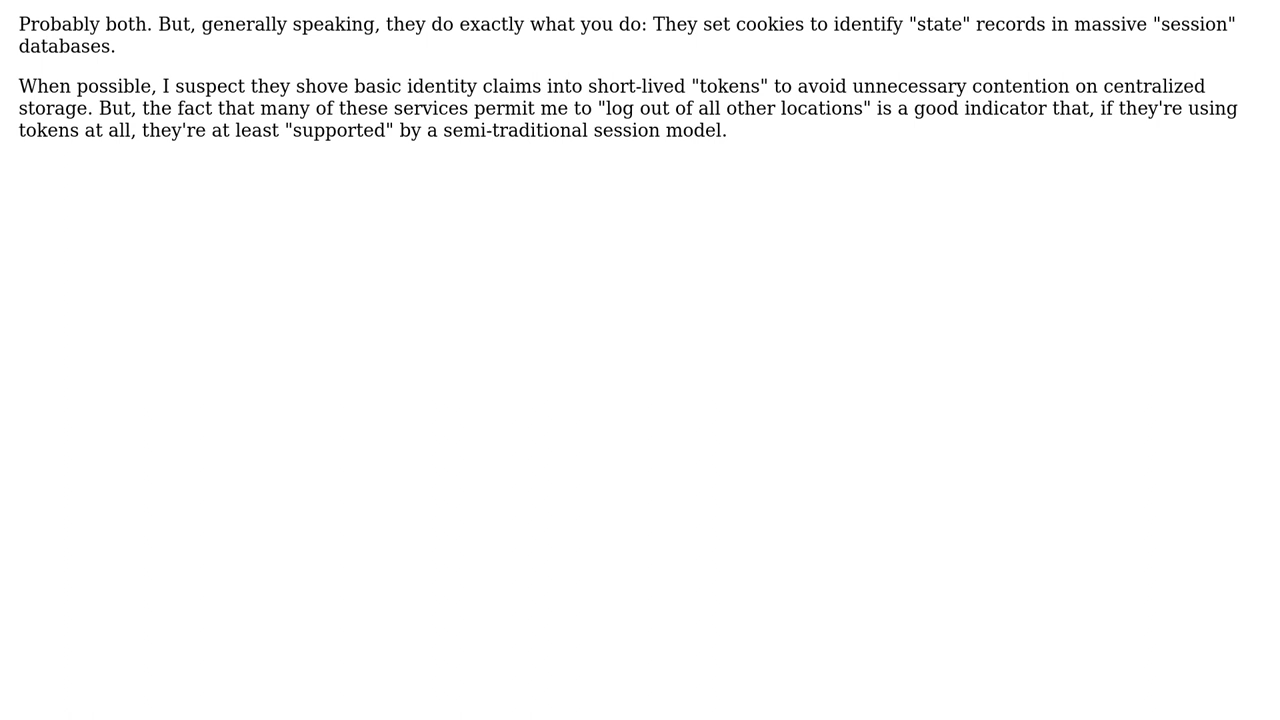 Probably both. But, generally speaking, they do exactly what you do: They set cookies to identify "state" records in massive "session"
databases.
When possible, I suspect they shove basic identity claims into short-lived "tokens" to avoid unnecessary contention on centralized
storage. But, the fact that many of these services permit me to "log out of all other locations" is a good indicator that, if they're using
tokens at all, they're at least "supported" by a semi-traditional session model.